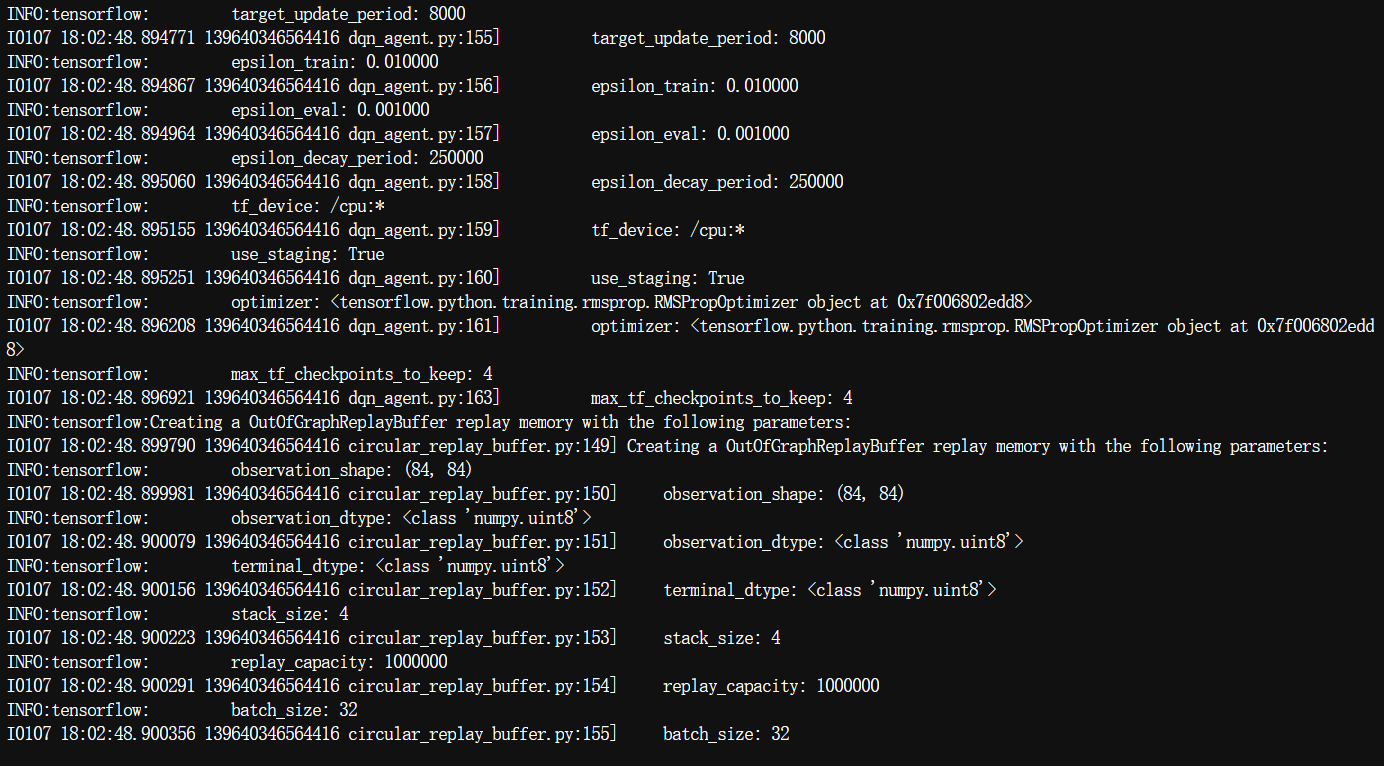 INFO:tensorflow:         target_update_period: 8000
I0107 18:02:48.894771 139640346564416 dqn_agent.py:155]          target_update_period: 8000
INFO:tensorflow:         epsilon_train: 0.010000
I0107 18:02:48.894867 139640346564416 dqn_agent.py:156]          epsilon_train: 0.010000
INFO:tensorflow:         epsilon_eval: 0.001000
I0107 18:02:48.894964 139640346564416 dqn_agent.py:157]          epsilon_eval: 0.001000
INFO:tensorflow:         epsilon_decay_period: 250000
I0107 18:02:48.895060 139640346564416 dqn_agent.py:158]          epsilon_decay_period: 250000
INFO:tensorflow:         tf_device: /cpu:*
I0107 18:02:48.895155 139640346564416 dqn_agent.py:159]          tf_device: /cpu:*
INFO:tensorflow:         use_staging: True
I0107 18:02:48.895251 139640346564416 dqn_agent.py:160]          use_staging: True
INFO:tensorflow:         optimizer: <tensorflow.python.training.rmsprop.RMSPropOptimizer object at 0x7f006802edd8>
I0107 18:02:48.896208 139640346564416 dqn_agent.py:161]          optimizer: <tensorflow.python.training.rmsprop.RMSPropOptimizer object at 0x7f006802edd
8>
INFO:tensorflow:         max_tf_checkpoints_to_keep: 4
I0107 18:02:48.896921 139640346564416 dqn_agent.py:163]          max_tf_checkpoints_to_keep: 4
INFO:tensorflow:Creating a OutOfGraphReplayBuffer replay memory with the following parameters:
I0107 18:02:48.899790 139640346564416 circular_replay_buffer.py:149] Creating a OutOfGraphReplayBuffer replay memory with the following parameters:
INFO:tensorflow:         observation_shape: (84, 84)
I0107 18:02:48.899981 139640346564416 circular_replay_buffer.py:150]     observation_shape: (84, 84)
INFO:tensorflow:         observation_dtype: <class 'numpy.uint8'>
I0107 18:02:48.900079 139640346564416 circular_replay_buffer.py:151]     observation_dtype: <class 'numpy.uint8'>
INFO:tensorflow:         terminal_dtype: <class 'numpy.uint8'>
I0107 18:02:48.900156 139640346564416 circular_replay_buffer.py:152]     terminal_dtype: <class 'numpy.uint8'>
INFO:tensorflow:         stack_size: 4
I0107 18:02:48.900223 139640346564416 circular_replay_buffer.py:153]     stack_size: 4
INFO:tensorflow:         replay_capacity: 1000000
I0107 18:02:48.900291 139640346564416 circular_replay_buffer.py:154]     replay_capacity: 1000000
INFO:tensorflow:         batch_size: 32
I0107 18:02:48.900356 139640346564416 circular_replay_buffer.py:155]     batch_size: 32